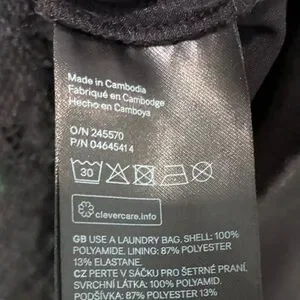 Made in Cambodia
Fabriqué en Cambodge
Hecho en Camboya
O/N 245570
P/N 04645414
30
clevercare.info
GB USE A LAUNDRY BAG. SHELL: 100%
POLYAMIDE. LINING: 87% POLYESTER
13% ELASTANE.
CZ PERTE V SÁČKU PRO ŠETRNÉ PRANÍ.
SVRCHNÍ LÁTKA: 100% POLYAMID.
PODŠÍVKA: 87% POLYESTER